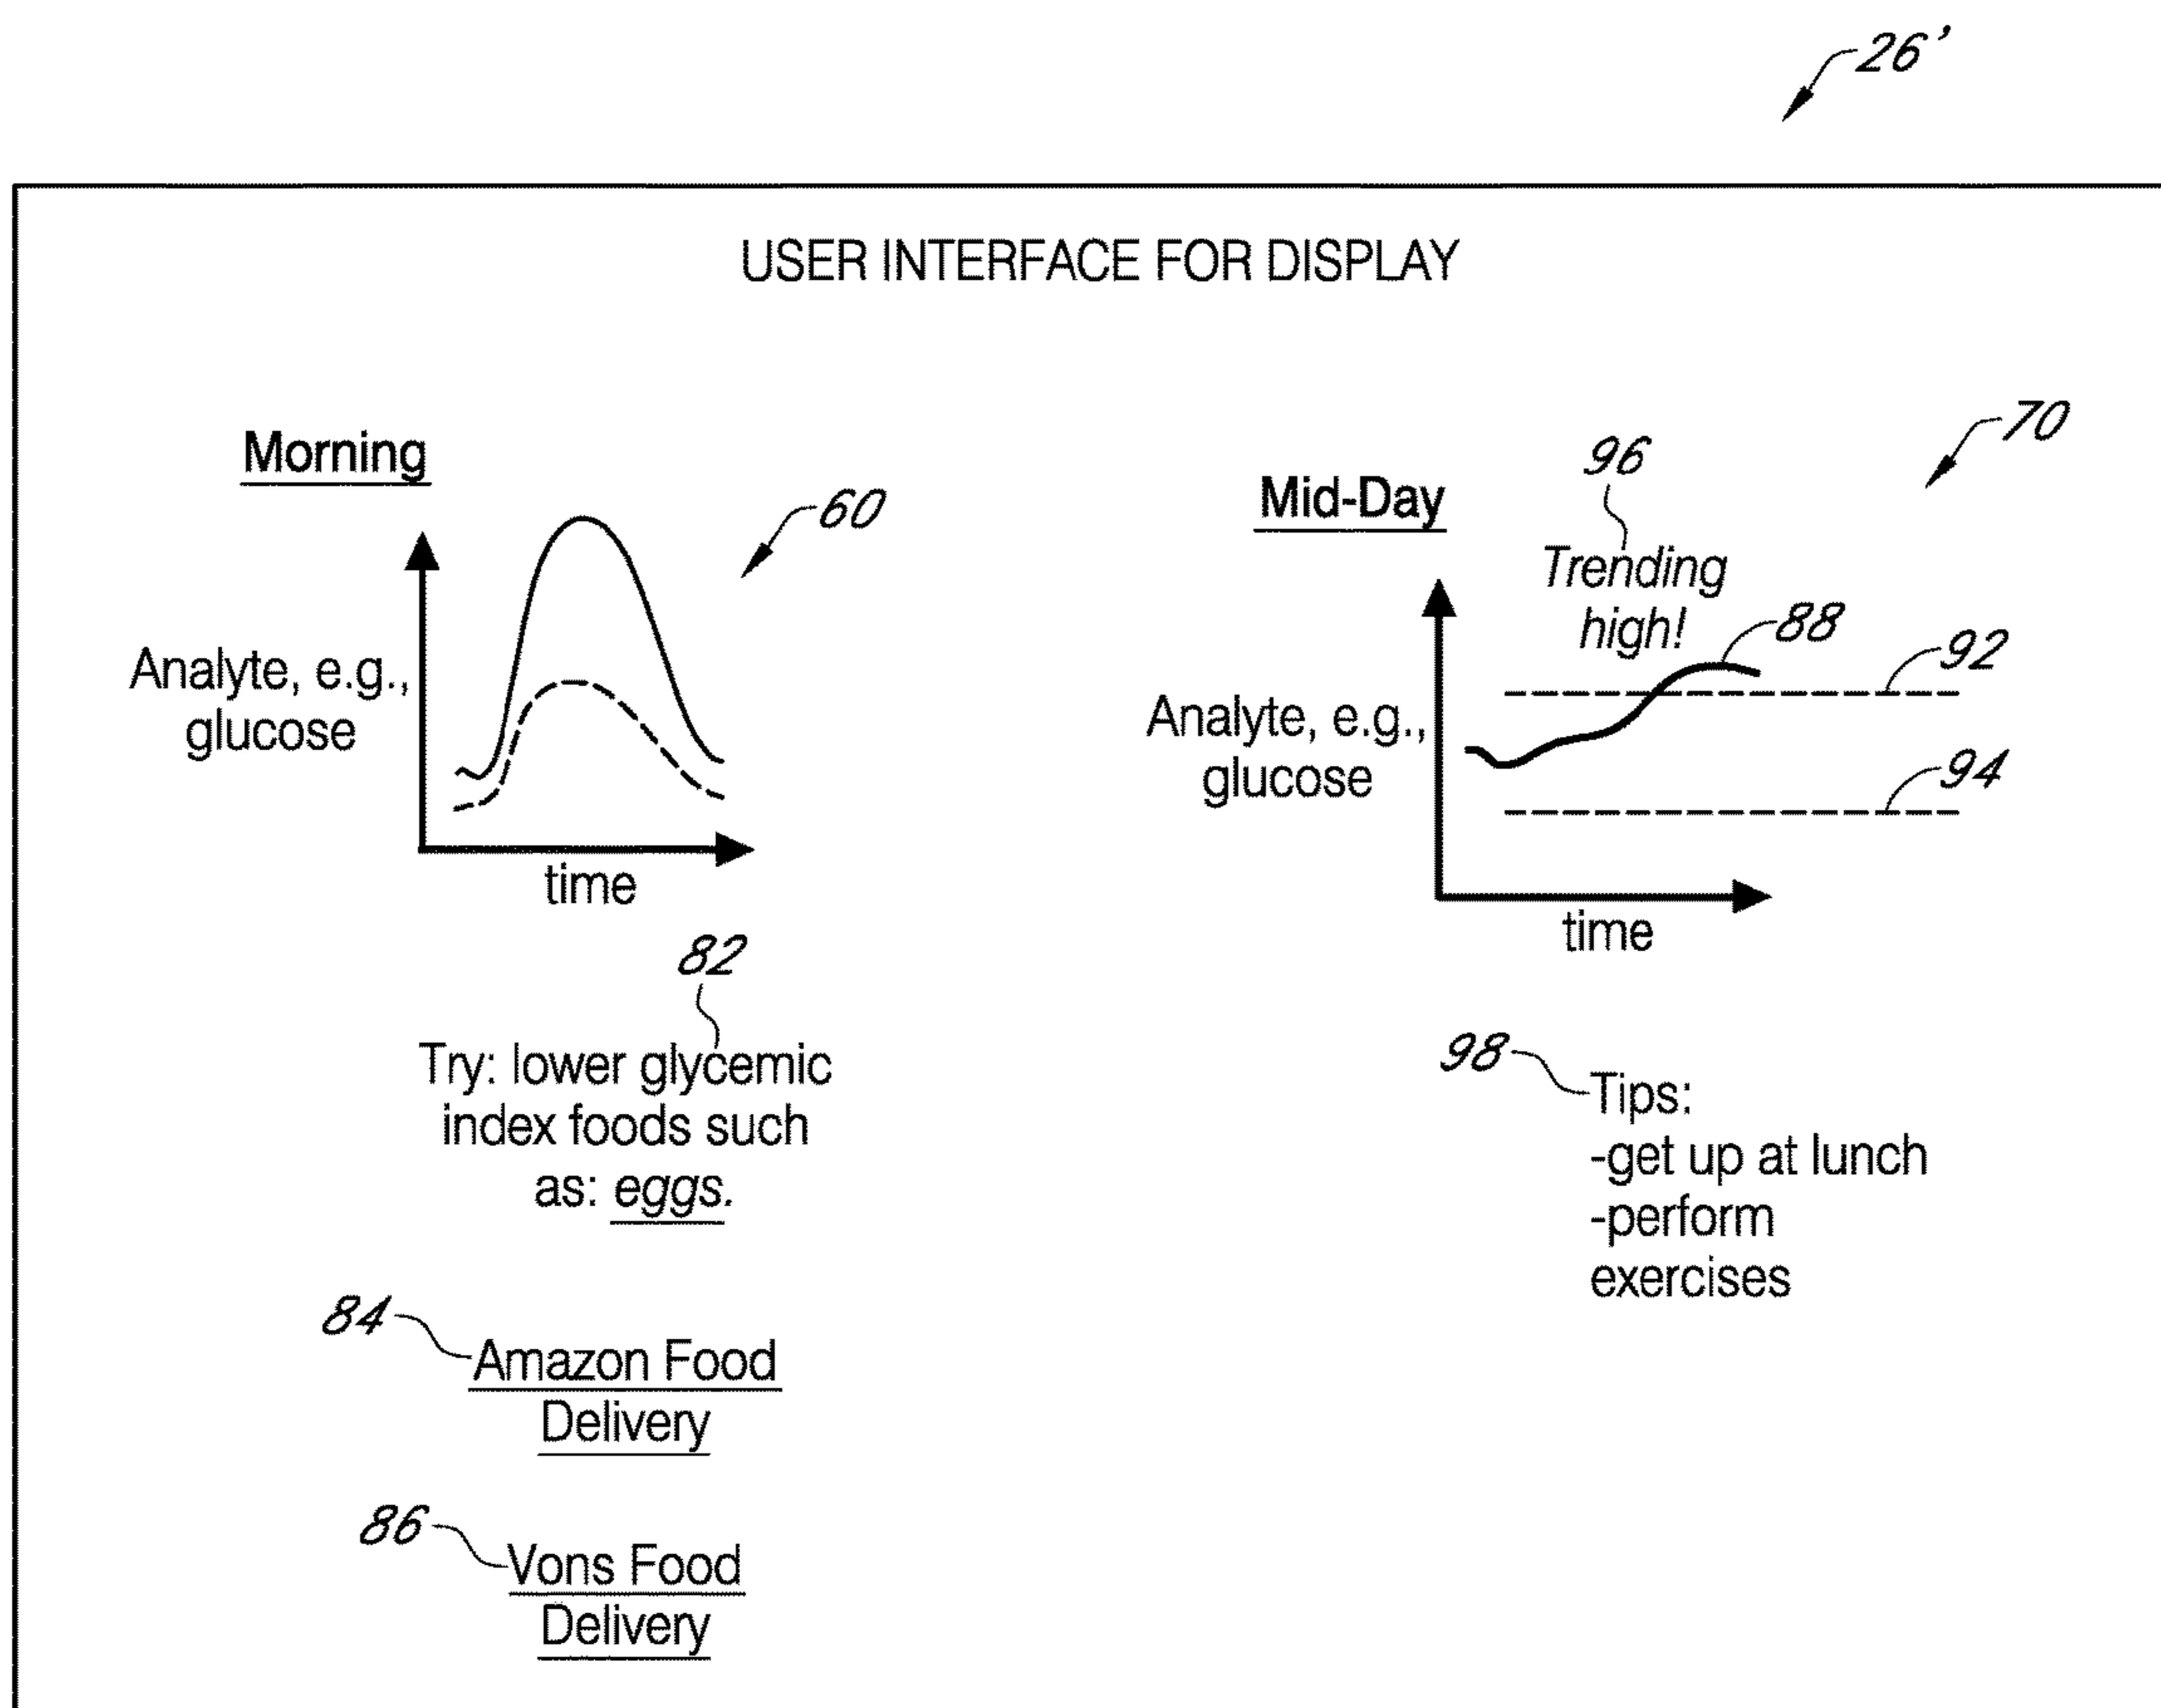 26'
USER INTERFACE FOR DISPLAY
Morning
60
Analyte, e.g.,
glucose
time
82
Try: lower glycemic
index foods such
as: eggs.
84
Amazon Food
Delivery
86
Vons Food
Delivery
70
Mid-Day
96
Trending
high!
88
92
Analyte, e.g.,
glucose
94
time
98
Tips:
-get up at lunch
-perform
exercises